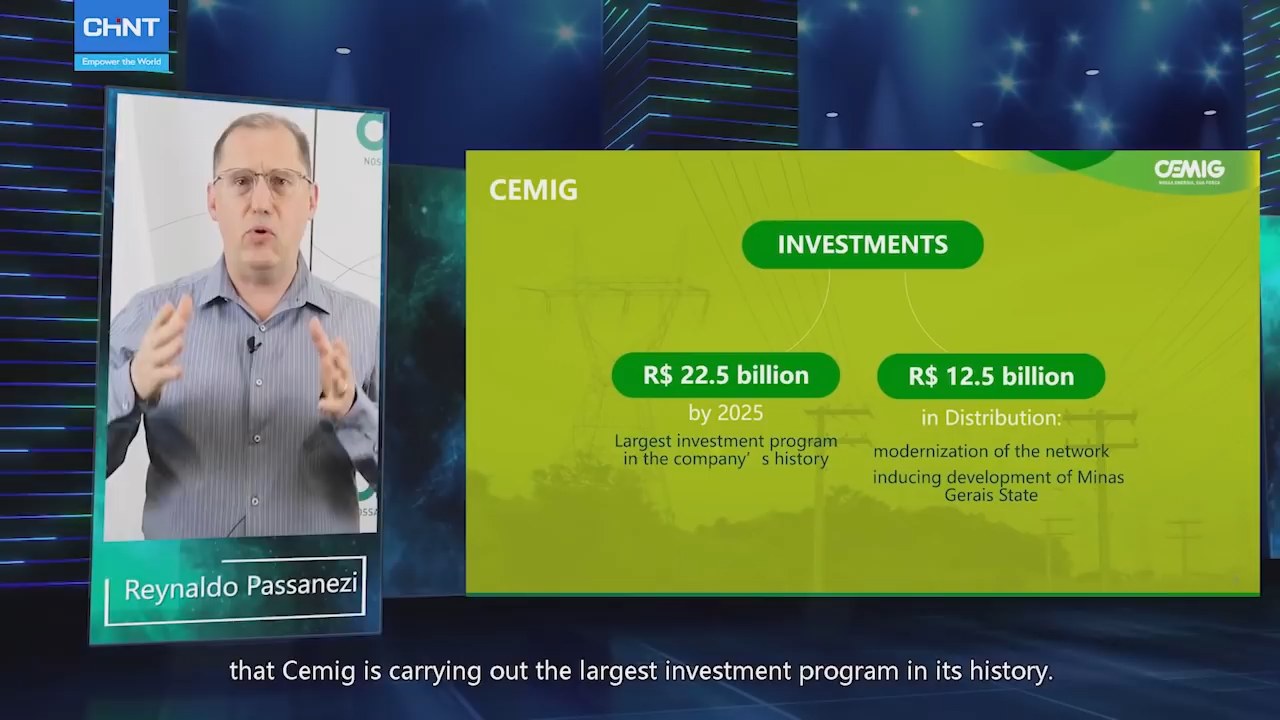 CHNT
Empower the World
NOS
OSSA
Reynaldo Passanezi
CEMIG
CEMIG
INVESTMENTS
R$ 22.5 billion
by 2025
Largest investment program
in the company's history
R$ 12.5 billion
in Distribution:
modernization of the network
inducing development of Minas
Gerais State
that Cemig is carrying out the largest investment program in its history.